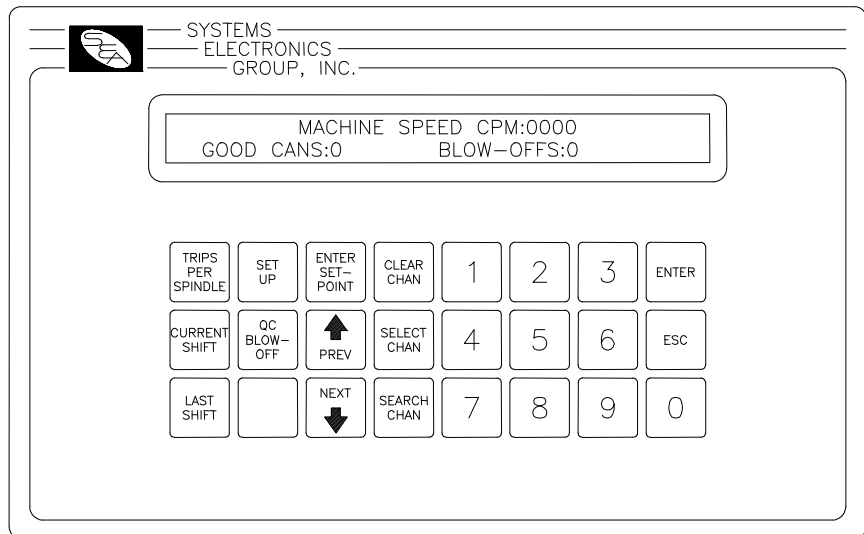 SYSTEMS
ELECTRONICS
GROUP, INC.
SEA
MACHINE SPEED CPM:0000
GOOD CANS:0 BLOW-OFFS:0
TRIPS
PER
SPINDLE
SET
UP
ENTER
SET-
POINT
CLEAR
CHAN
1
2
3
ENTER
CURRENT
SHIFT
QC
BLOW-
OFF
PREV
SELECT
CHAN
4
5
6
ESC
LAST
SHIFT
NEXT
SEARCH
CHAN
7
8
9
0